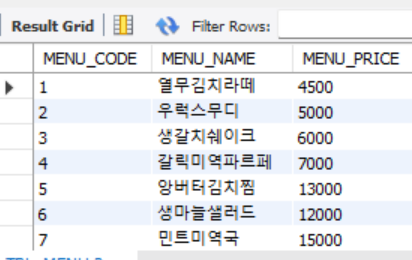 Result Grid Filter Rows:
MENU_CODE MENU_NAME MENU_PRICE
1 열무김치라떼 4500
2 우럭스무디 5000
3 생갈치쉐이크 6000
4 갈릭미역파르페 7000
5 앙버터김치찜 13000
6 생마늘샐러드 12000
7 민트미역국 15000